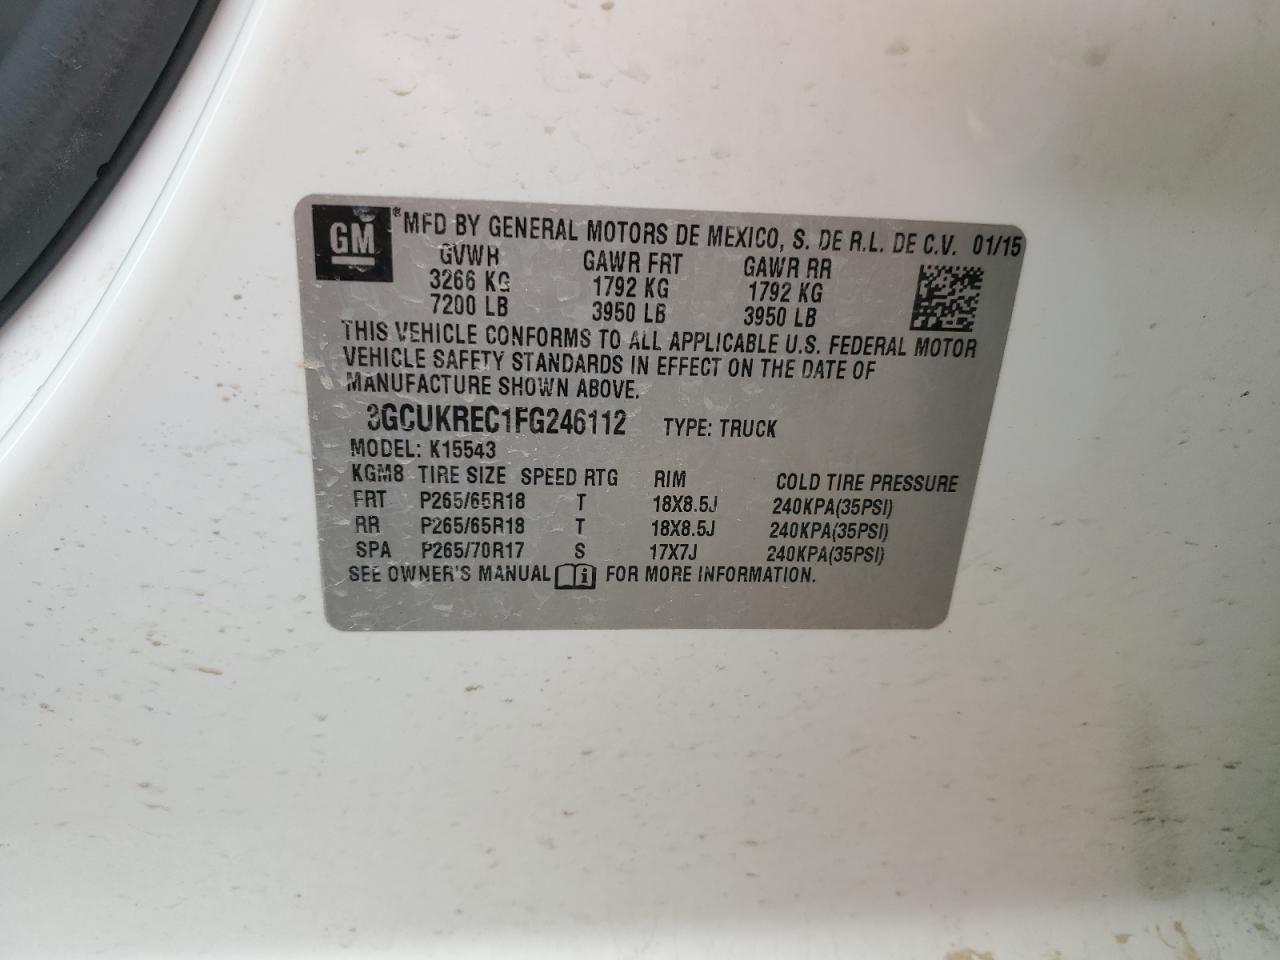 GM ® MFD BY GENERAL MOTORS DE MEXICO, S. DE R.L. DE C.V. 01/15
GVWR GAWR FRT GAWR RR
3266 KG 1792 KG 1792 KG
7200 LB 3950 LB 3950 LB
THIS VEHICLE CONFORMS TO ALL APPLICABLE U.S. FEDERAL MOTOR
VEHICLE SAFETY STANDARDS IN EFFECT ON THE DATE OF
MANUFACTURE SHOWN ABOVE.
3GCUKREC1FG246112 TYPE: TRUCK
MODEL: K15543
KGM8 TIRE SIZE SPEED RTG RIM COLD TIRE PRESSURE
FRT P265/65R18 T 18X8.5J 240KPA(35PSI)
RR P265/65R18 T 18X8.5J 240KPA(35PSI)
SPA P265/70R17 S 17X7J 240KPA(35PSI)
SEE OWNER'S MANUAL i FOR MORE INFORMATION.